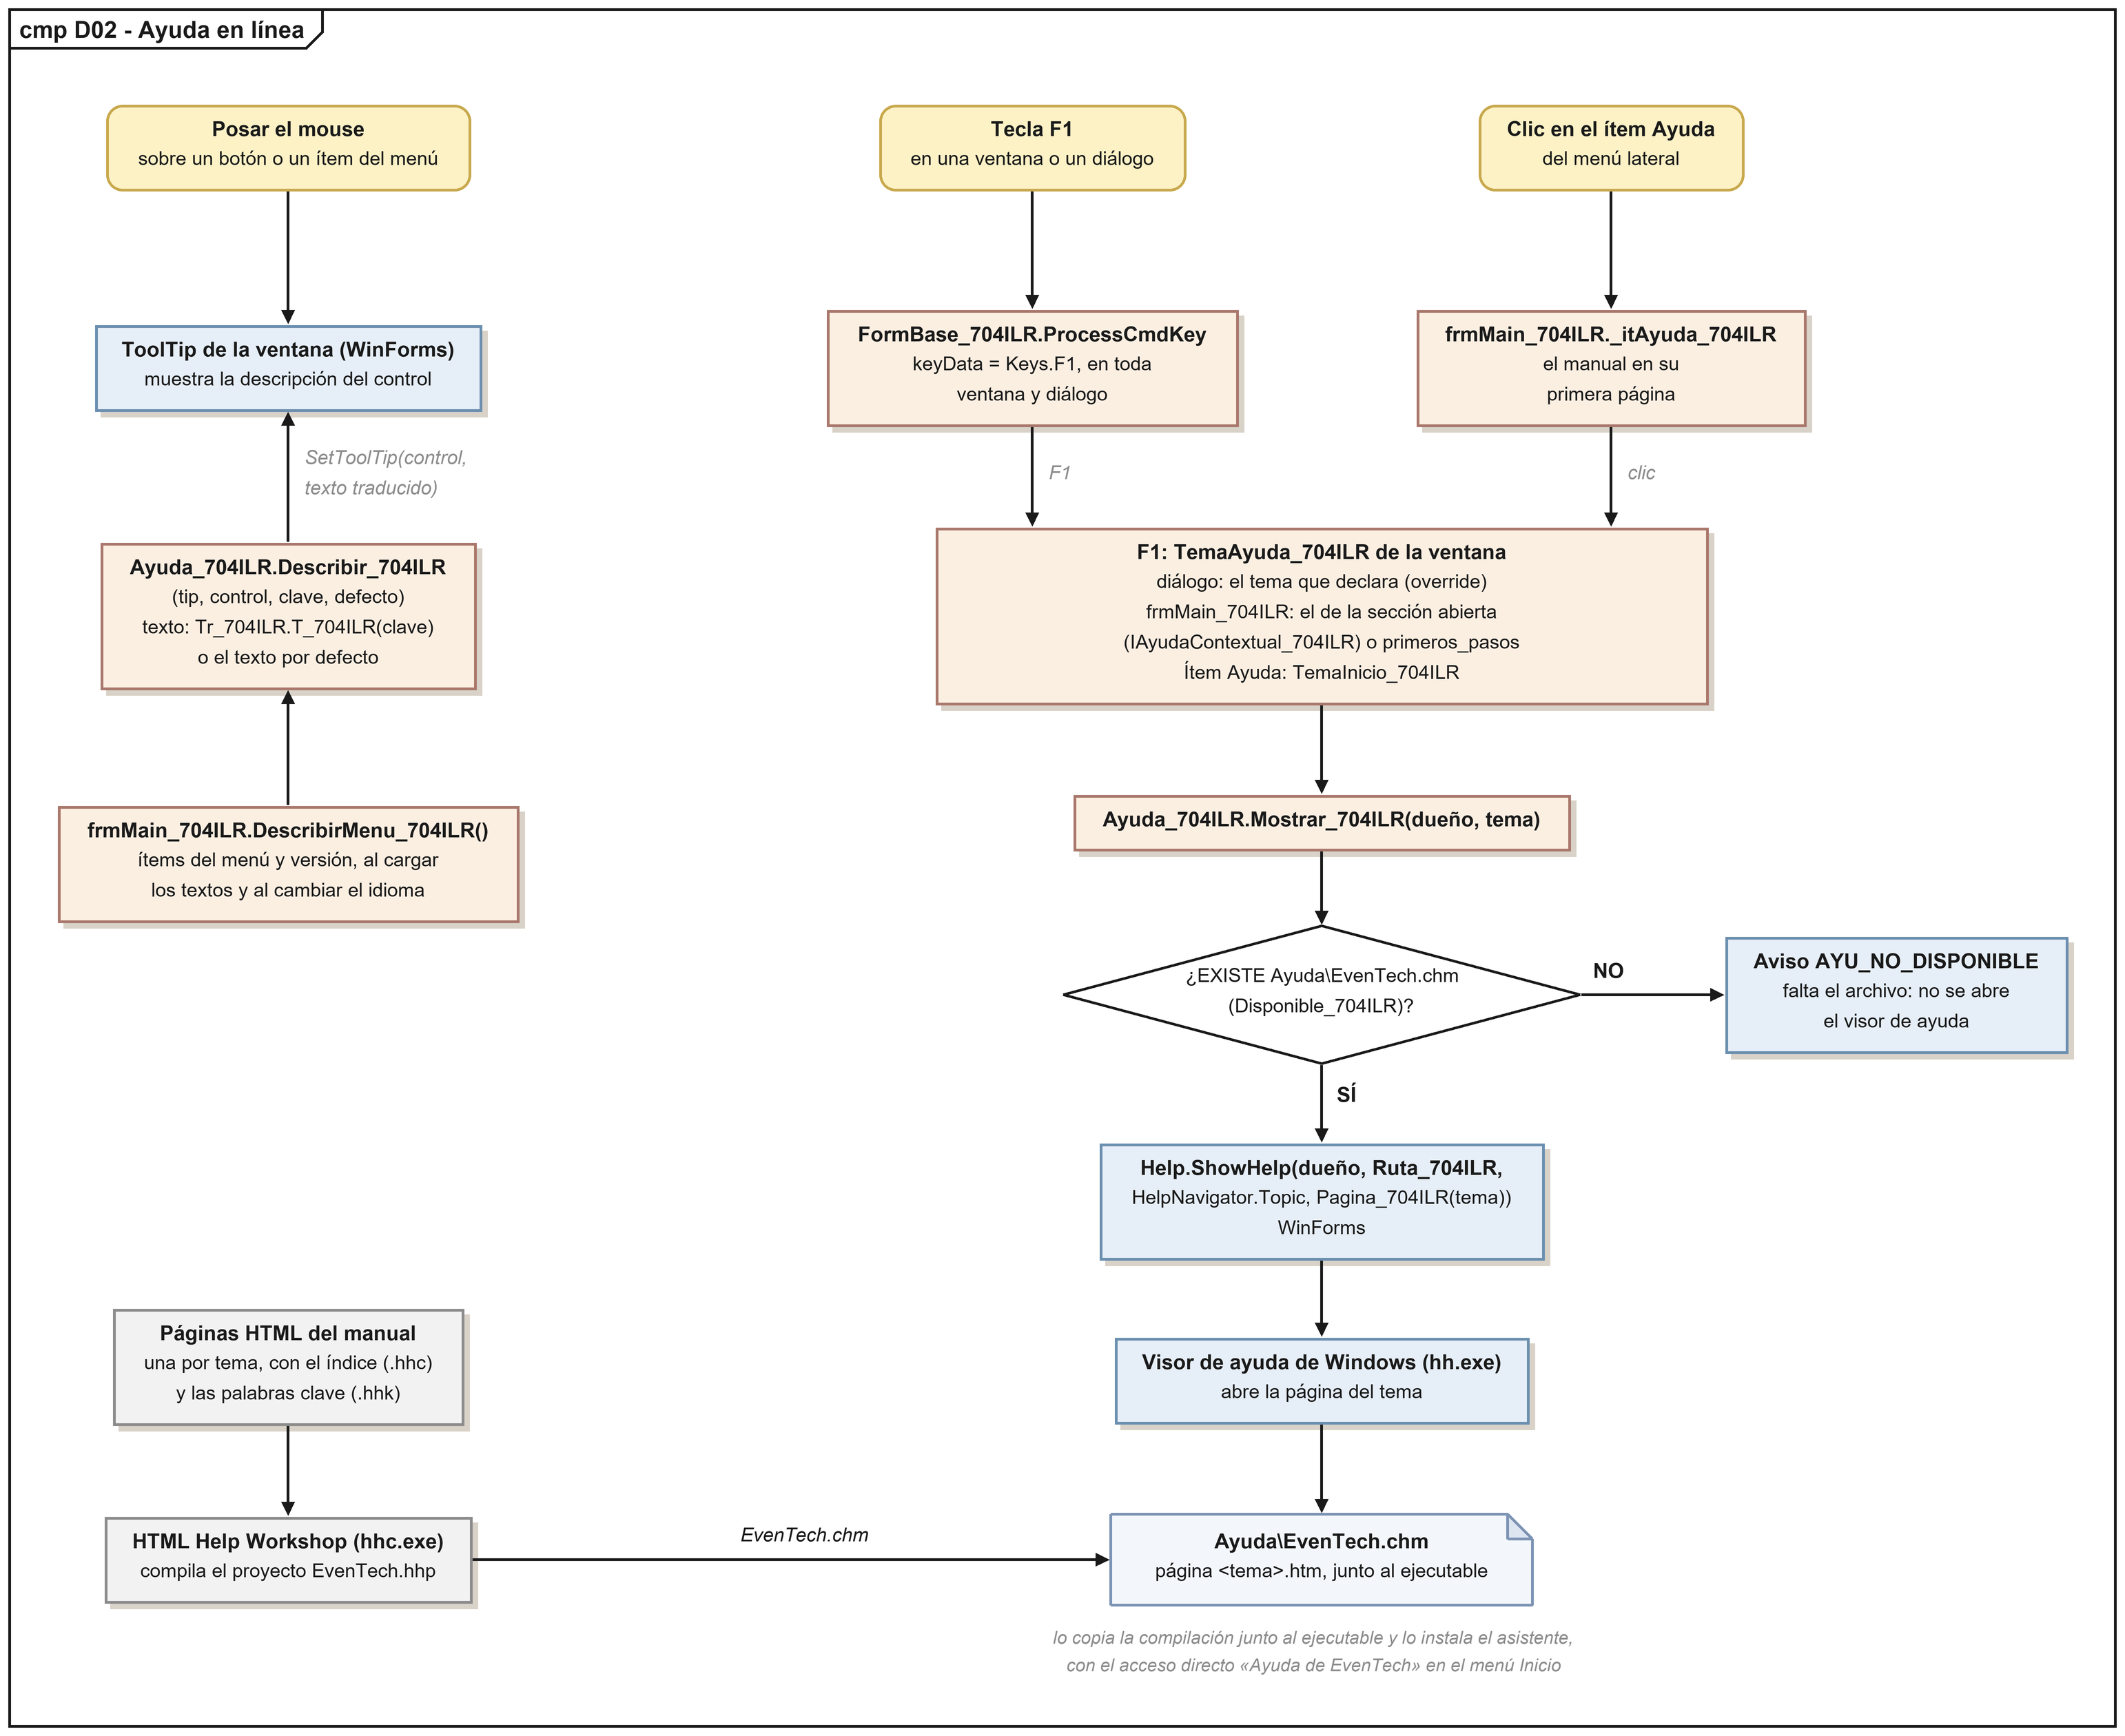 cmp D02 - Ayuda en línea
Posar el mouse
sobre un botón o un ítem del menú
Tecla F1
en una ventana o un diálogo
Clic en el ítem Ayuda
del menú lateral
ToolTip de la ventana (WinForms)
muestra la descripción del control
FormBase_704ILR.ProcessCmdKey
keyData = Keys.F1, en toda
ventana y diálogo
frmMain_704ILR._itAyuda_704ILR
el manual en su
primera página
SetToolTip(control,
texto traducido)
F1
clic
Ayuda_704ILR.Describir_704ILR
(tip, control, clave, defecto)
texto: Tr_704ILR.T_704ILR(clave)
o el texto por defecto
F1: TemaAyuda_704ILR de la ventana
diálogo: el tema que declara (override)
frmMain_704ILR: el de la sección abierta
(IAyudaContextual_704ILR) o primeros_pasos
Ítem Ayuda: TemaInicio_704ILR
frmMain_704ILR.DescribirMenu_704ILR()
ítems del menú y versión, al cargar
los textos y al cambiar el idioma
Ayuda_704ILR.Mostrar_704ILR(dueño, tema)
¿EXISTE Ayuda\EvenTech.chm
(Disponible_704ILR)?
NO
Aviso AYU_NO_DISPONIBLE
falta el archivo: no se abre
el visor de ayuda
SÍ
Help.ShowHelp(dueño, Ruta_704ILR,
HelpNavigator.Topic, Pagina_704ILR(tema))
WinForms
Páginas HTML del manual
una por tema, con el índice (.hhc)
y las palabras clave (.hhk)
Visor de ayuda de Windows (hh.exe)
abre la página del tema
HTML Help Workshop (hhc.exe)
compila el proyecto EvenTech.hhp
EvenTech.chm
Ayuda\EvenTech.chm
página <tema>.htm, junto al ejecutable
lo copia la compilación junto al ejecutable y lo instala el asistente,
con el acceso directo «Ayuda de EvenTech» en el menú Inicio